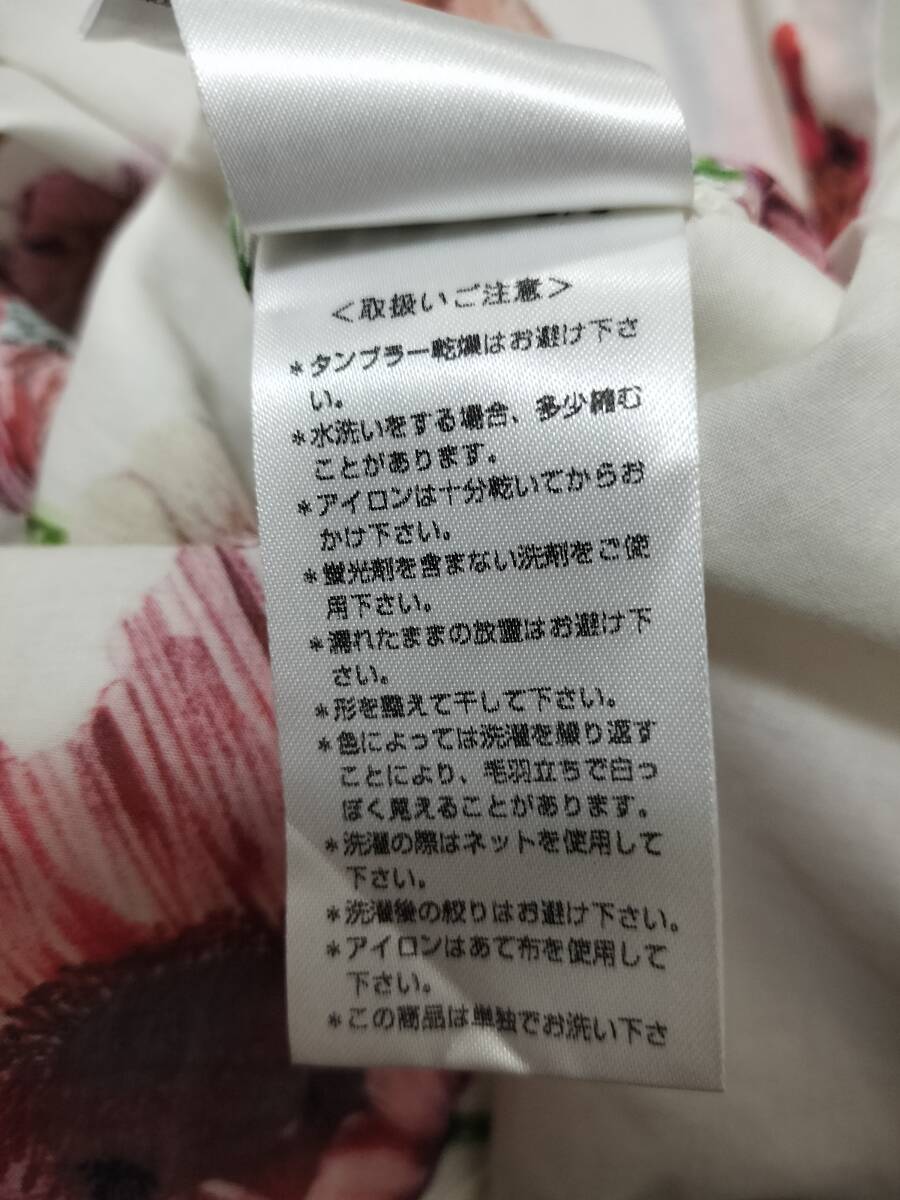 ＜取扱いご注意＞
＊タンブラー乾燥はお避け下さ
い。
＊水洗いをする場合、多少縮む
ことがあります。
＊アイロンは十分乾いてからお
かけ下さい。
＊蛍光剤を含まない洗剤をご使
用下さい。
＊濡れたままの放置はお避け下
さい。
＊形を整えて干して下さい。
＊色によっては洗濯を繰り返す
ことにより、毛羽立ちで白っ
ぽく見えることがあります。
＊洗濯の際はネットを使用して
下さい。
＊洗濯後の絞りはお避け下さい。
＊アイロンはあて布を使用して
下さい。
＊この商品は単独でお洗い下さ